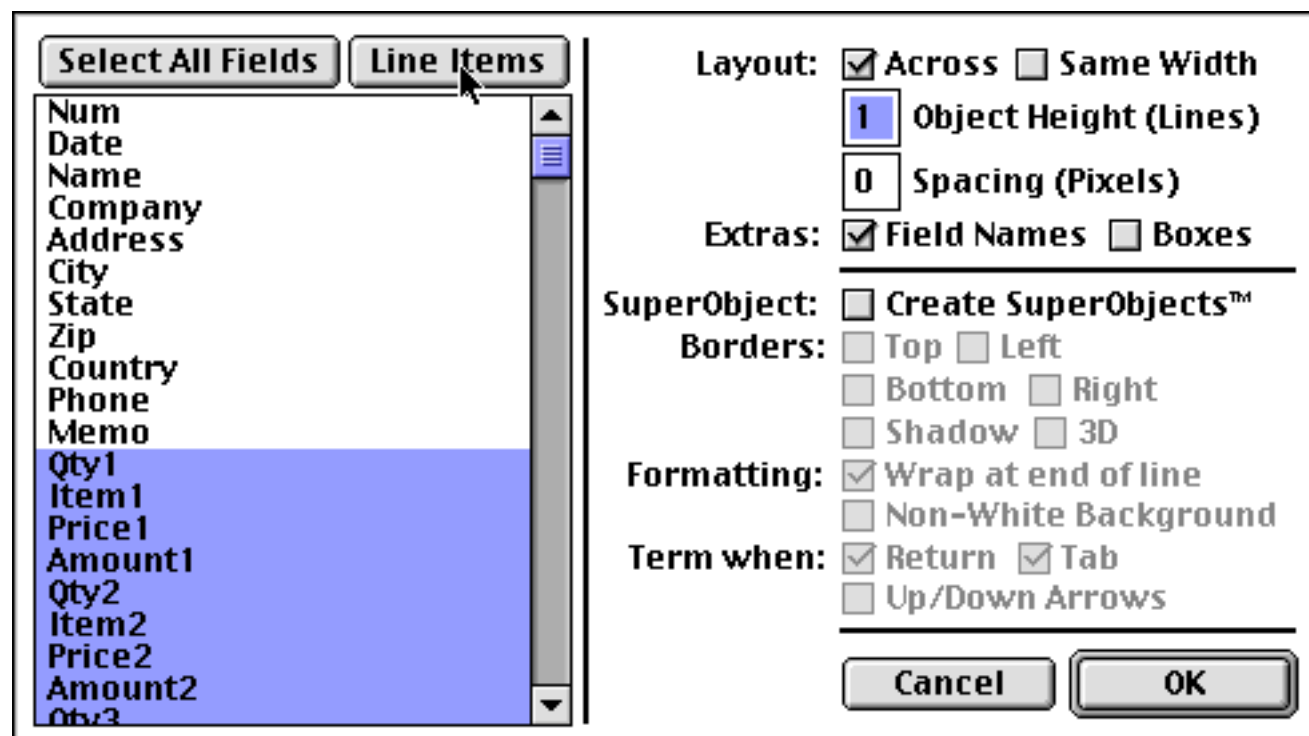 Select All Fields
Line Items
Num
Date
Name
Company
Address
City
State
Zip
Country
Phone
Memo
Qty1
Item1
Price1
Amount1
Qty2
Item2
Price2
Amount2
Qty3
Layout: Across Same Width
1 Object Height (Lines)
0 Spacing (Pixels)
Extras: Field Names Boxes
SuperObject: Create SuperObjects™
Borders: Top Left
Bottom Right
Shadow 3D
Formatting: Wrap at end of line
Non-White Background
Term when: Return Tab
Up/Down Arrows
Cancel OK